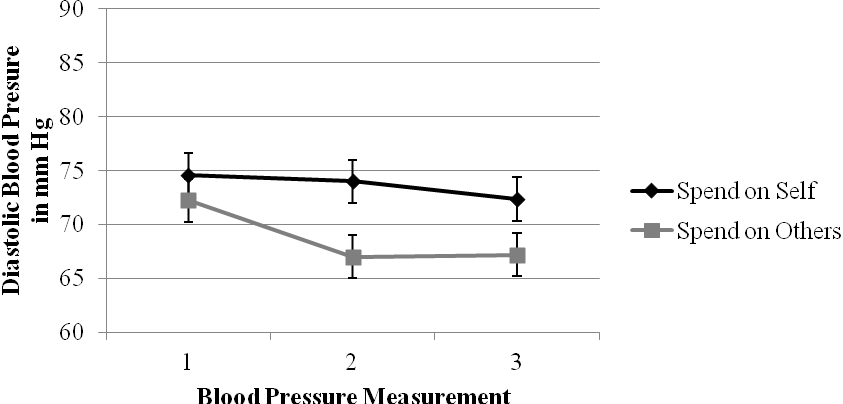 Diastolic Blood Presure
in mm Hg
90
85
80
75
70
65
60
1 2 3
Blood Pressure Measurement
Spend on Self
Spend on Others